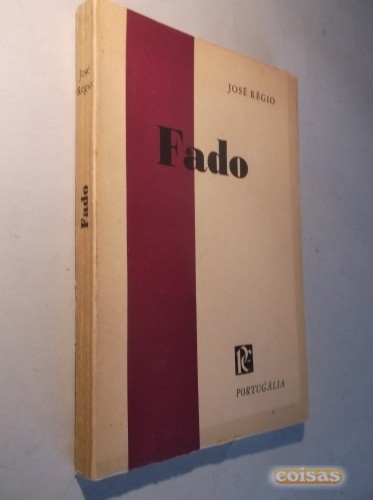 José
Régio
Fado
JOSÉ RÉGIO
Fado
PORTUGÁLIA
coisas